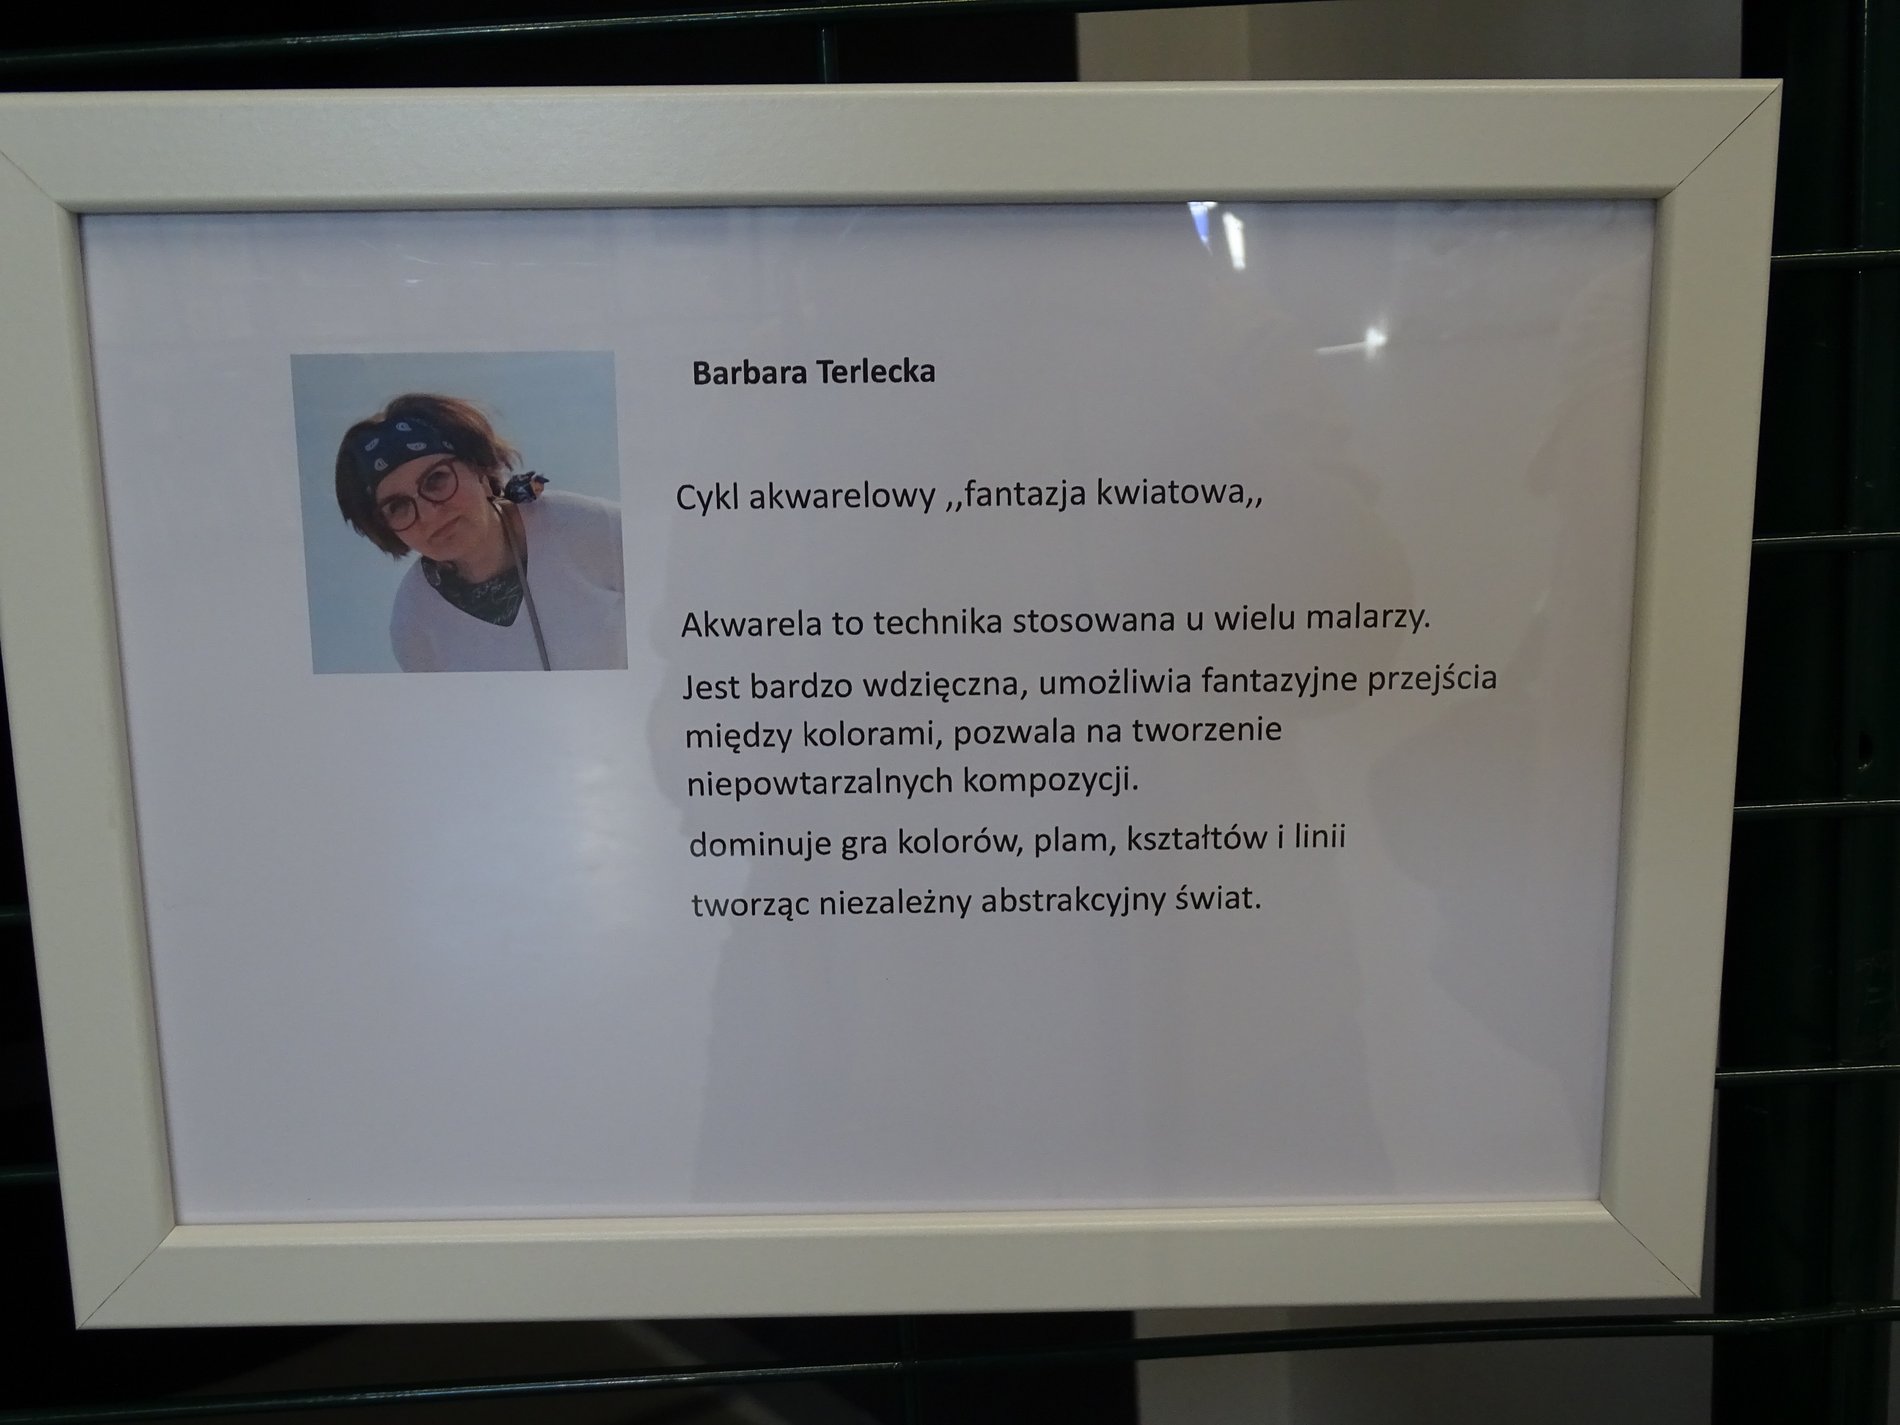 Barbara Terlecka
Cykl akwarelowy ,,fantazja kwiatowa,,
Akwarela to technika stosowana u wielu malarzy.
Jest bardzo wdzięczna, umożliwia fantazyjne przejścia
między kolorami, pozwala na tworzenie
niepowtarzalnych kompozycji.
dominuje gra kolorów, plam, kształtów i linii
tworząc niezależny abstrakcyjny świat.